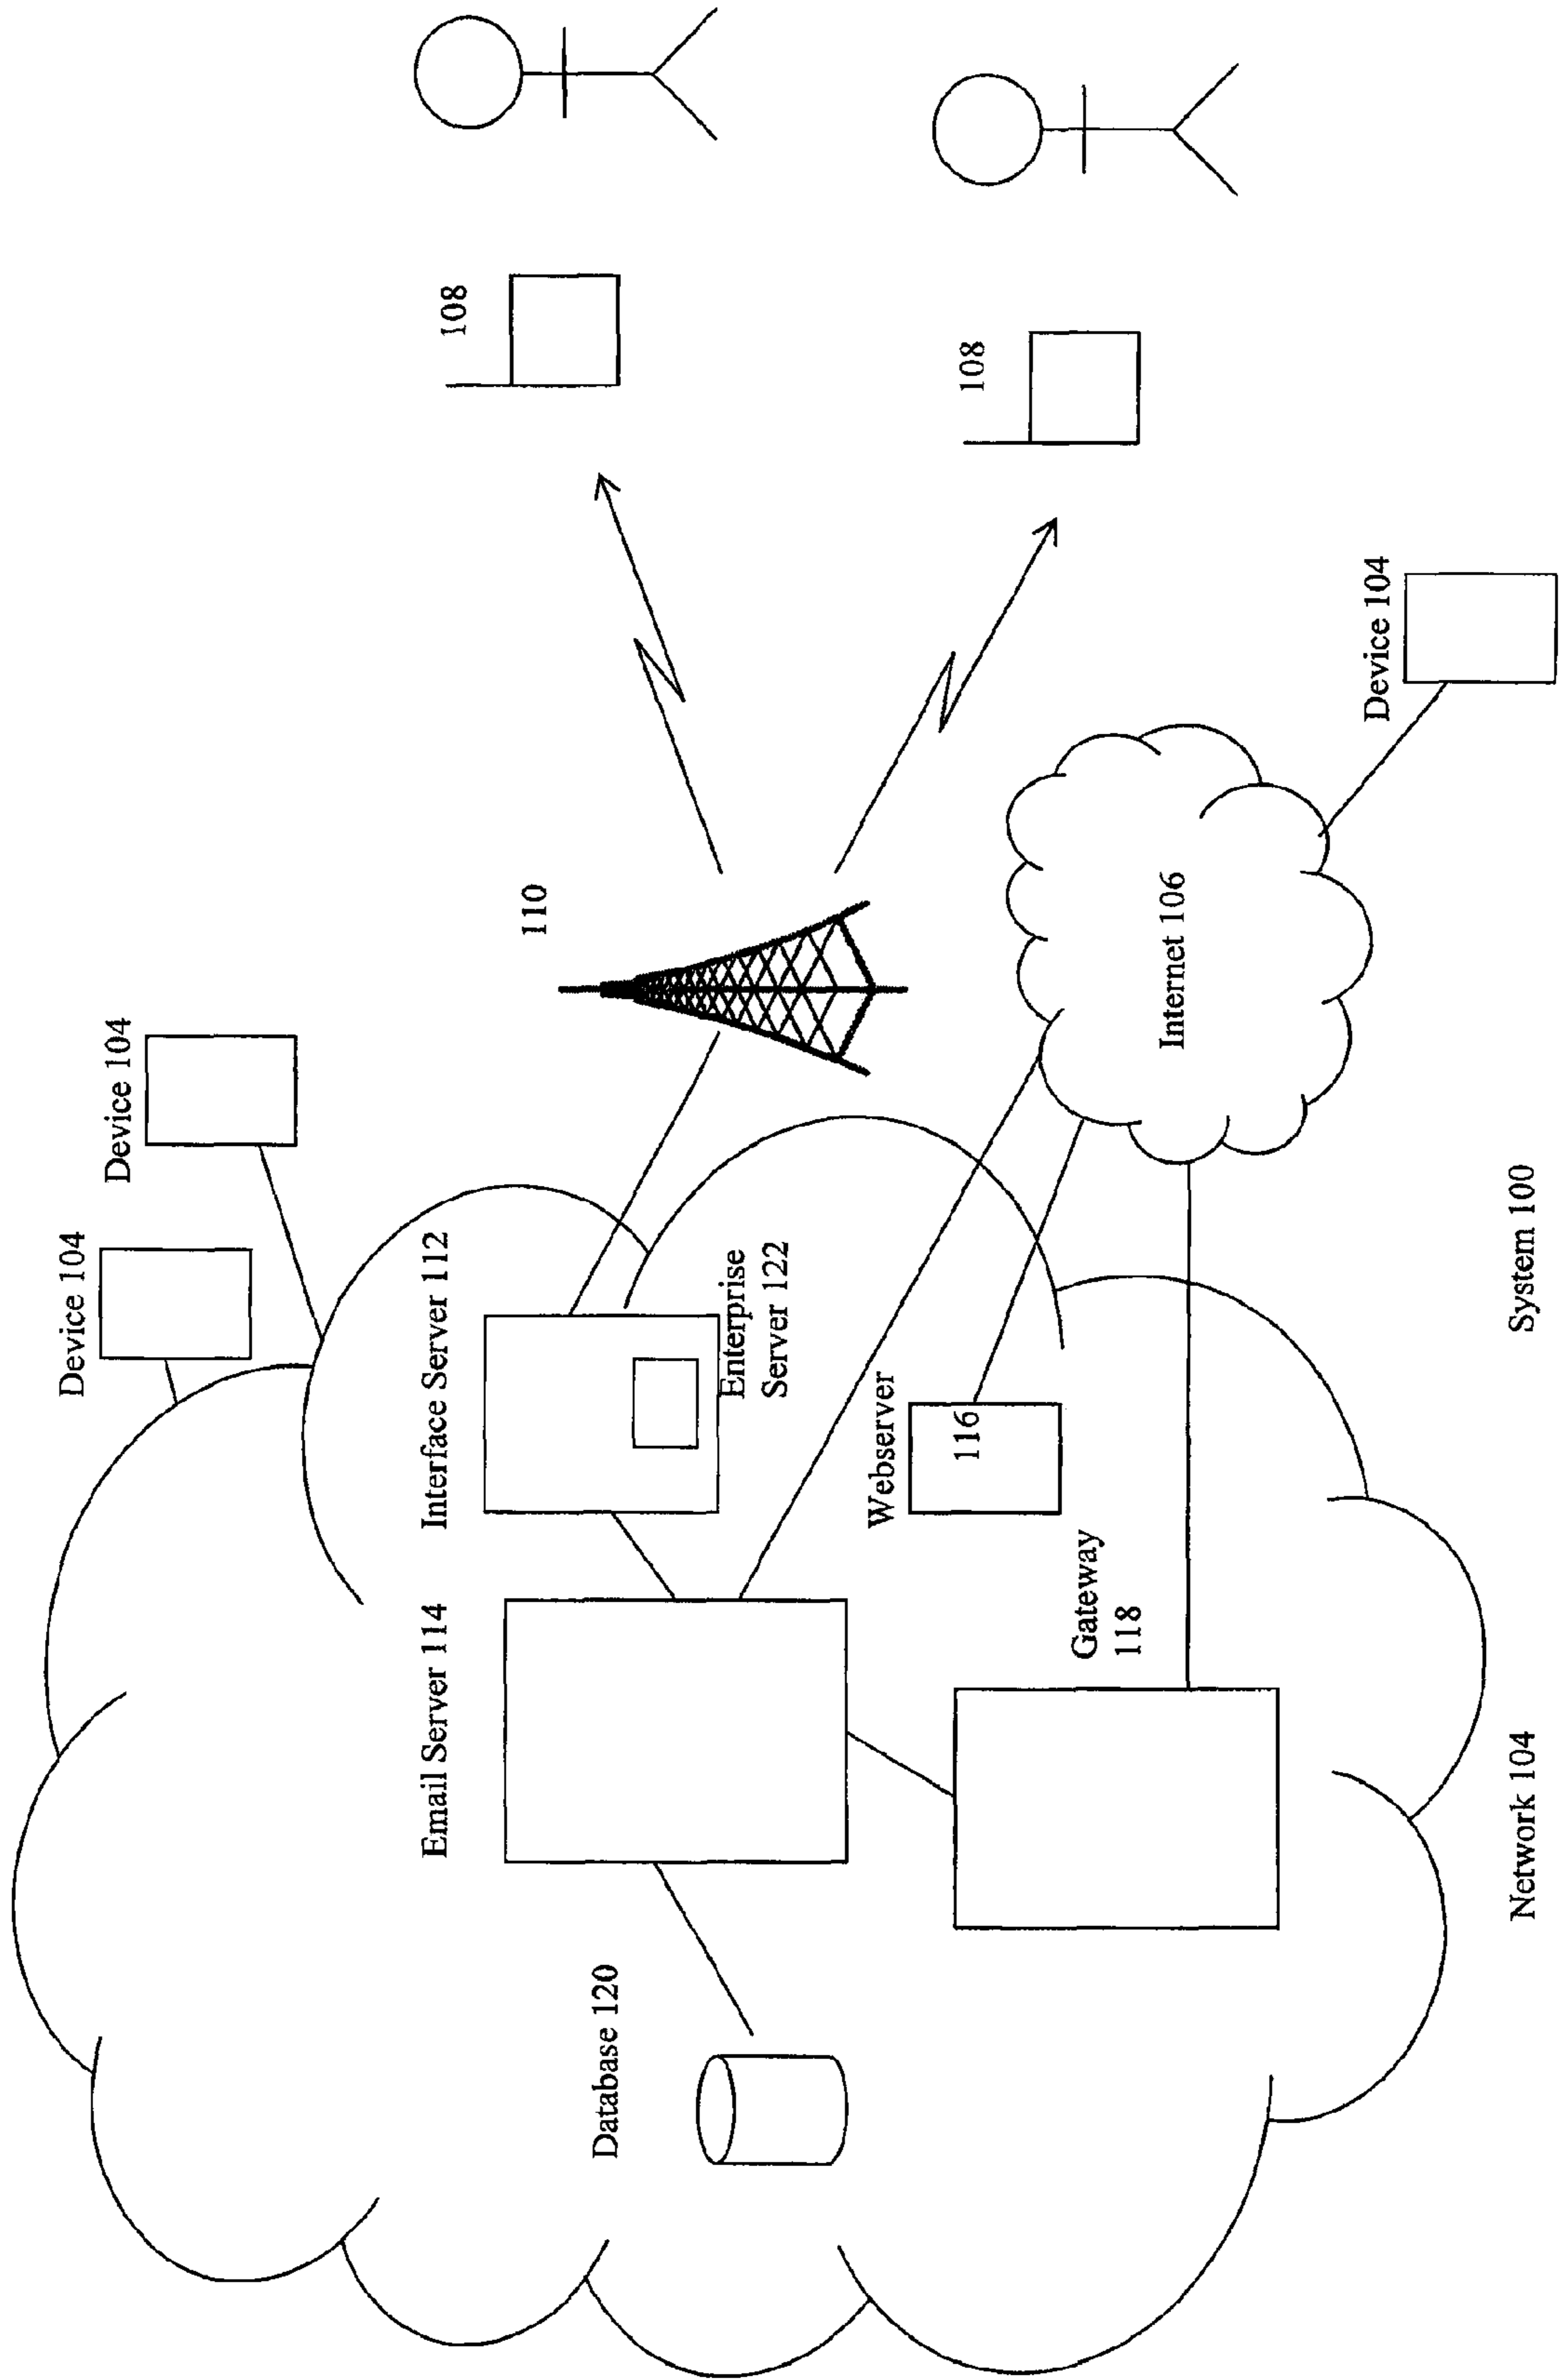 Device 104
Device 104
110
108
Email Server 114
Interface Server 112
Database 120
Enterprise
Server 122
Webserver
116
108
Gateway
118
Internet 106
Device 104
Network 104
System 100